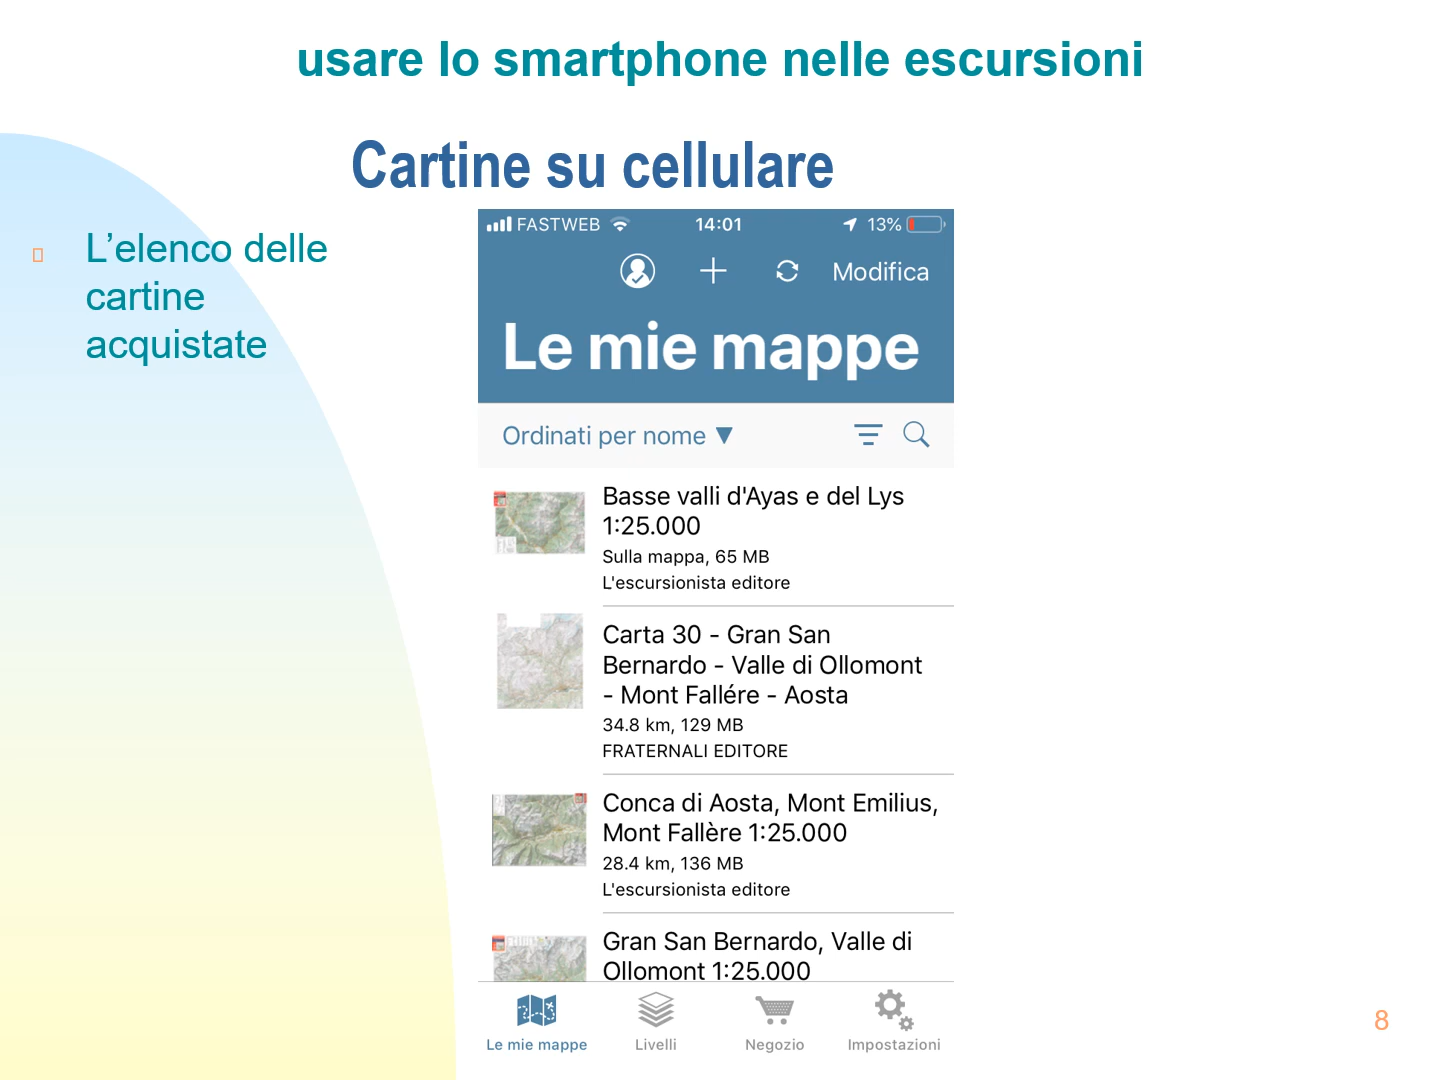 usare lo smartphone nelle escursioni
Cartine su cellulare
L’elenco delle
cartine
acquistate
FASTWEB 14:01 13%
Modifica
Le mie mappe
Ordinati per nome ▼
Basse valli d'Ayas e del Lys
1:25.000
Sulla mappa, 65 MB
L'escursionista editore
Carta 30 - Gran San
Bernardo - Valle di Ollomont
- Mont Fallére - Aosta
34.8 km, 129 MB
FRATERNALI EDITORE
Conca di Aosta, Mont Emilius,
Mont Fallère 1:25.000
28.4 km, 136 MB
L'escursionista editore
Gran San Bernardo, Valle di
Ollomont 1:25.000
Le mie mappe Livelli Negozio Impostazioni
8